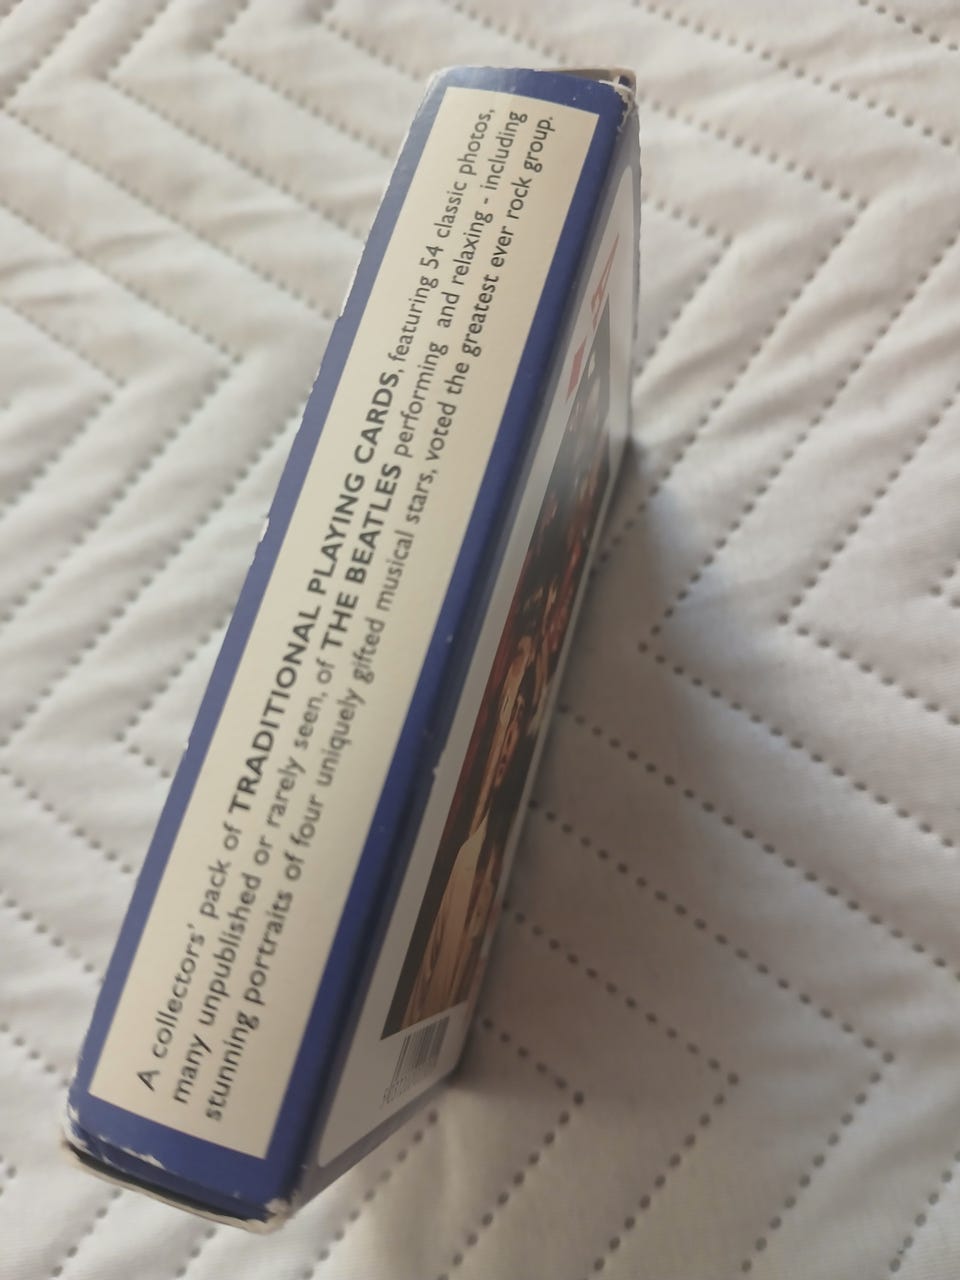 A collectors' pack of TRADITIONAL PLAYING CARDS, featuring 54 classic photos,
many unpublished or rarely seen, of THE BEATLES performing and relaxing - including
stunning portraits of four uniquely gifted musical stars, voted the greatest ever rock group.